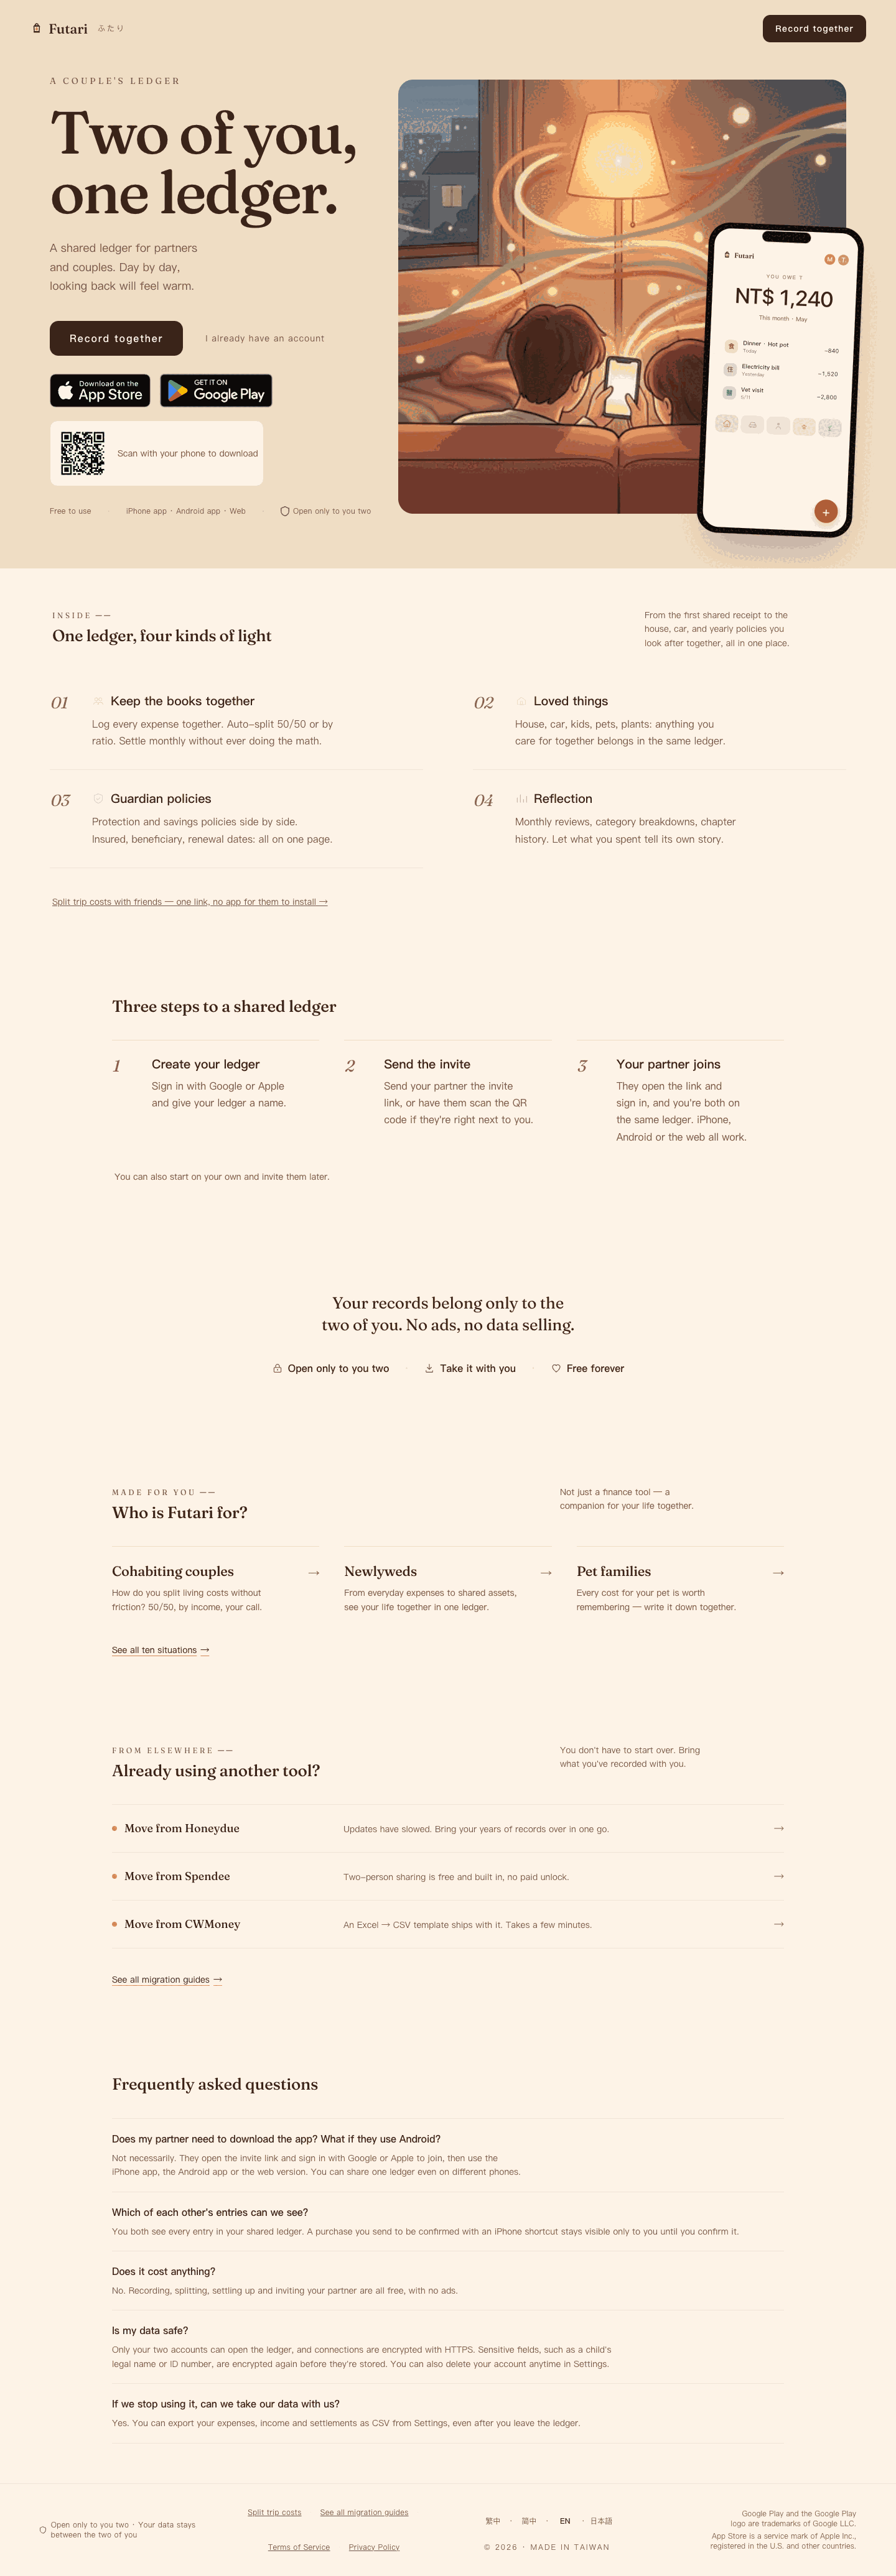 Futari ふたり
Record together
A COUPLE'S LEDGER
Two of you,
one ledger.
A shared ledger for partners
and couples. Day by day,
looking back will feel warm.
Record together
I already have an account
Download on the
App Store
GET IT ON
Google Play
Scan with your phone to download
Free to use · iPhone app · Android app · Web · Open only to you two
Futari
M T
YOU OWE T
NT$ 1,240
This month · May
食 Dinner · Hot pot
Today
−840
住 Electricity bill
Yesterday
−1,520
Vet visit
5/11
−2,800
+
INSIDE ——
One ledger, four kinds of light
From the first shared receipt to the
house, car, and yearly policies you
look after together, all in one place.
01 Keep the books together
Log every expense together. Auto-split 50/50 or by
ratio. Settle monthly without ever doing the math.
02 Loved things
House, car, kids, pets, plants: anything you
care for together belongs in the same ledger.
03 Guardian policies
Protection and savings policies side by side.
Insured, beneficiary, renewal dates: all on one page.
04 Reflection
Monthly reviews, category breakdowns, chapter
history. Let what you spent tell its own story.
Split trip costs with friends — one link, no app for them to install →
Three steps to a shared ledger
1 Create your ledger
Sign in with Google or Apple
and give your ledger a name.
2 Send the invite
Send your partner the invite
link, or have them scan the QR
code if they're right next to you.
3 Your partner joins
They open the link and
sign in, and you're both on
the same ledger. iPhone,
Android or the web all work.
You can also start on your own and invite them later.
Your records belong only to the
two of you. No ads, no data selling.
Open only to you two · Take it with you · Free forever
MADE FOR YOU ——
Who is Futari for?
Not just a finance tool — a
companion for your life together.
Cohabiting couples →
How do you split living costs without
friction? 50/50, by income, your call.
Newlyweds →
From everyday expenses to shared assets,
see your life together in one ledger.
Pet families →
Every cost for your pet is worth
remembering — write it down together.
See all ten situations →
FROM ELSEWHERE ——
Already using another tool?
You don't have to start over. Bring
what you've recorded with you.
Move from Honeydue
Updates have slowed. Bring your years of records over in one go. →
Move from Spendee
Two-person sharing is free and built in, no paid unlock. →
Move from CWMoney
An Excel → CSV template ships with it. Takes a few minutes. →
See all migration guides →
Frequently asked questions
Does my partner need to download the app? What if they use Android?
Not necessarily. They open the invite link and sign in with Google or Apple to join, then use the
iPhone app, the Android app or the web version. You can share one ledger even on different phones.
Which of each other's entries can we see?
You both see every entry in your shared ledger. A purchase you send to be confirmed with an iPhone shortcut stays visible only to you until you confirm it.
Does it cost anything?
No. Recording, splitting, settling up and inviting your partner are all free, with no ads.
Is my data safe?
Only your two accounts can open the ledger, and connections are encrypted with HTTPS. Sensitive fields, such as a child's
legal name or ID number, are encrypted again before they're stored. You can also delete your account anytime in Settings.
If we stop using it, can we take our data with us?
Yes. You can export your expenses, income and settlements as CSV from Settings, even after you leave the ledger.
Open only to you two · Your data stays
between the two of you
Split trip costs
See all migration guides
Terms of Service
Privacy Policy
繁中 · 简中 · EN · 日本語
© 2026 · MADE IN TAIWAN
Google Play and the Google Play
logo are trademarks of Google LLC.
App Store is a service mark of Apple Inc.,
registered in the U.S. and other countries.